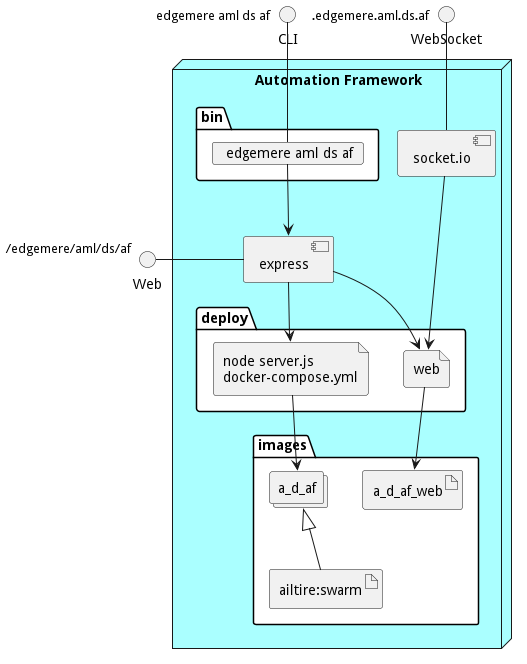 edgemere aml ds af
.edgemere.aml.ds.af
CLI
WebSocket
Automation Framework
bin
edgemere aml ds af
socket.io
/edgemere/aml/ds/af
Web
express
deploy
node server.js
docker-compose.yml
web
images
a_d_af
a_d_af_web
ailtire:swarm